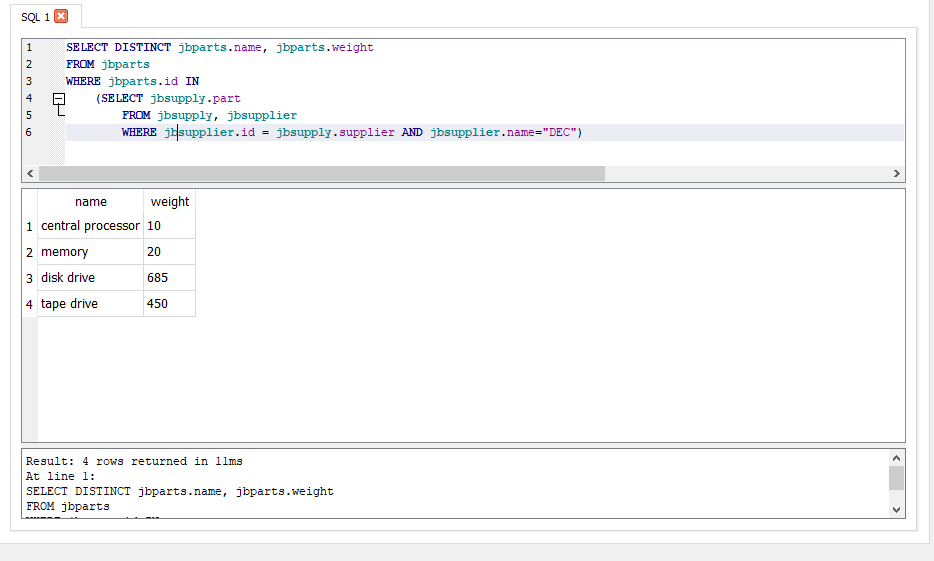 SQL 1
1 SELECT DISTINCT jbparts.name, jbparts.weight
2 FROM jbparts
3 WHERE jbparts.id IN
4 (SELECT jbsupply.part
5 FROM jbsupply, jbsupplier
6 WHERE jbsupplier.id = jbsupply.supplier AND jbsupplier.name="DEC")
name weight
1 central processor 10
2 memory 20
3 disk drive 685
4 tape drive 450
Result: 4 rows returned in 11ms
At line 1:
SELECT DISTINCT jbparts.name, jbparts.weight
FROM jbparts